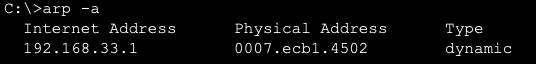 C:\>arp -a
Internet Address Physical Address Type
192.168.33.1 0007.ecb1.4502 dynamic